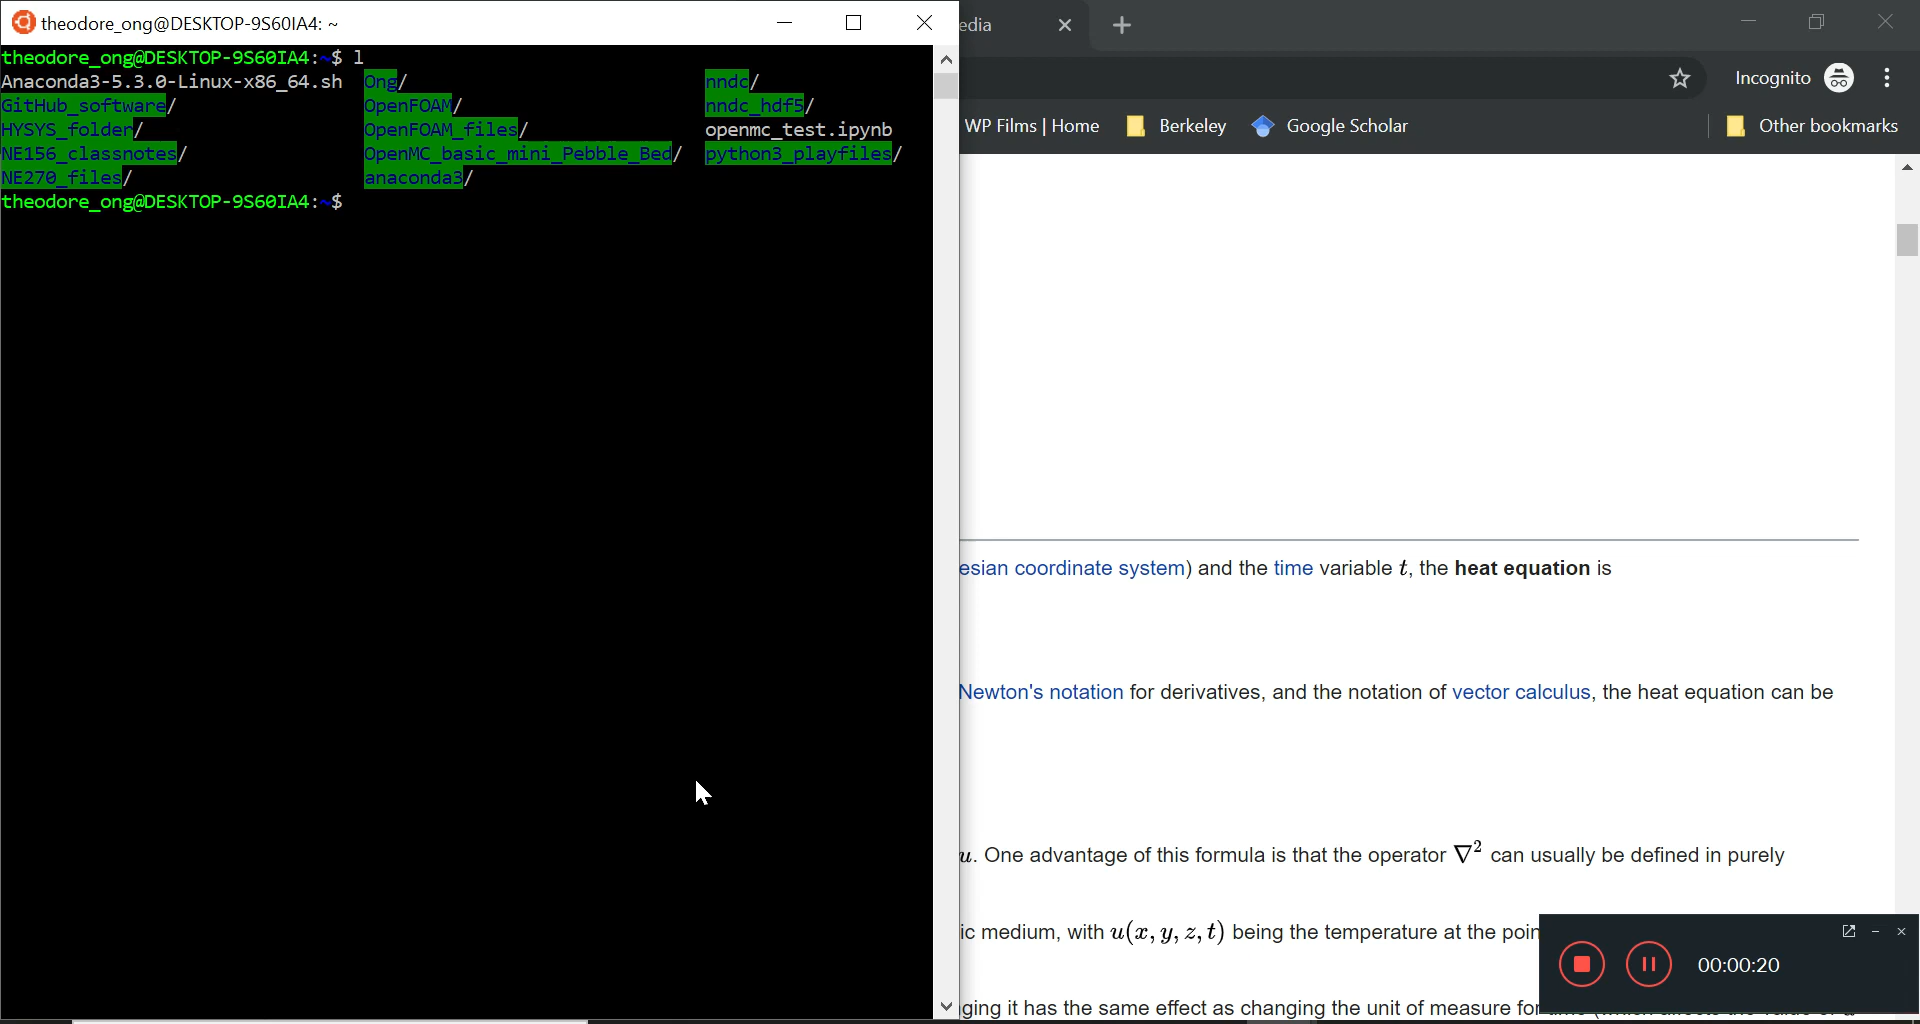 theodore_ong@DESKTOP-9S60IA4: ~
theodore_ong@DESKTOP-9S60IA4:~$ l
Anaconda3-5.3.0-Linux-x86_64.sh Ong/ nndc/
GitHub_software/ OpenFOAM/ nndc_hdf5/
HYSYS_folder/ OpenFOAM_files/ openmc_test.ipynb
NE156_classnotes/ OpenMC_basic_mini_Pebble_Bed/ python3_playfiles/
NE270_files/ anaconda3/
theodore_ong@DESKTOP-9S60IA4:~$
edia
Incognito
WP Films | Home Berkeley Google Scholar Other bookmarks
esian coordinate system) and the time variable t, the heat equation is
Newton's notation for derivatives, and the notation of vector calculus, the heat equation can be
u. One advantage of this formula is that the operator ∇² can usually be defined in purely
ic medium, with u(x, y, z, t) being the temperature at the poin
ging it has the same effect as changing the unit of measure for
00:00:20